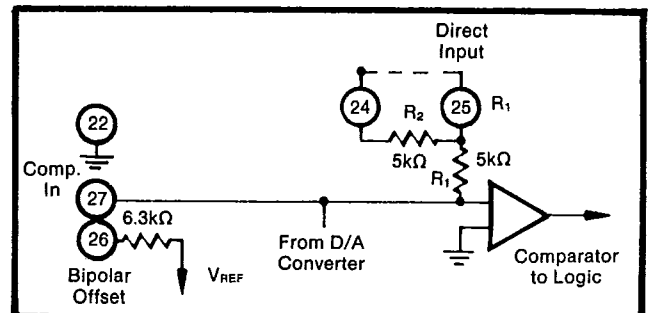 Direct
Input
24
R₂
25
R₁
5kΩ
5kΩ
R₁
22
Comp.
In
27
6.3kΩ
26
Bipolar
Offset
VREF
From D/A
Converter
Comparator
to Logic